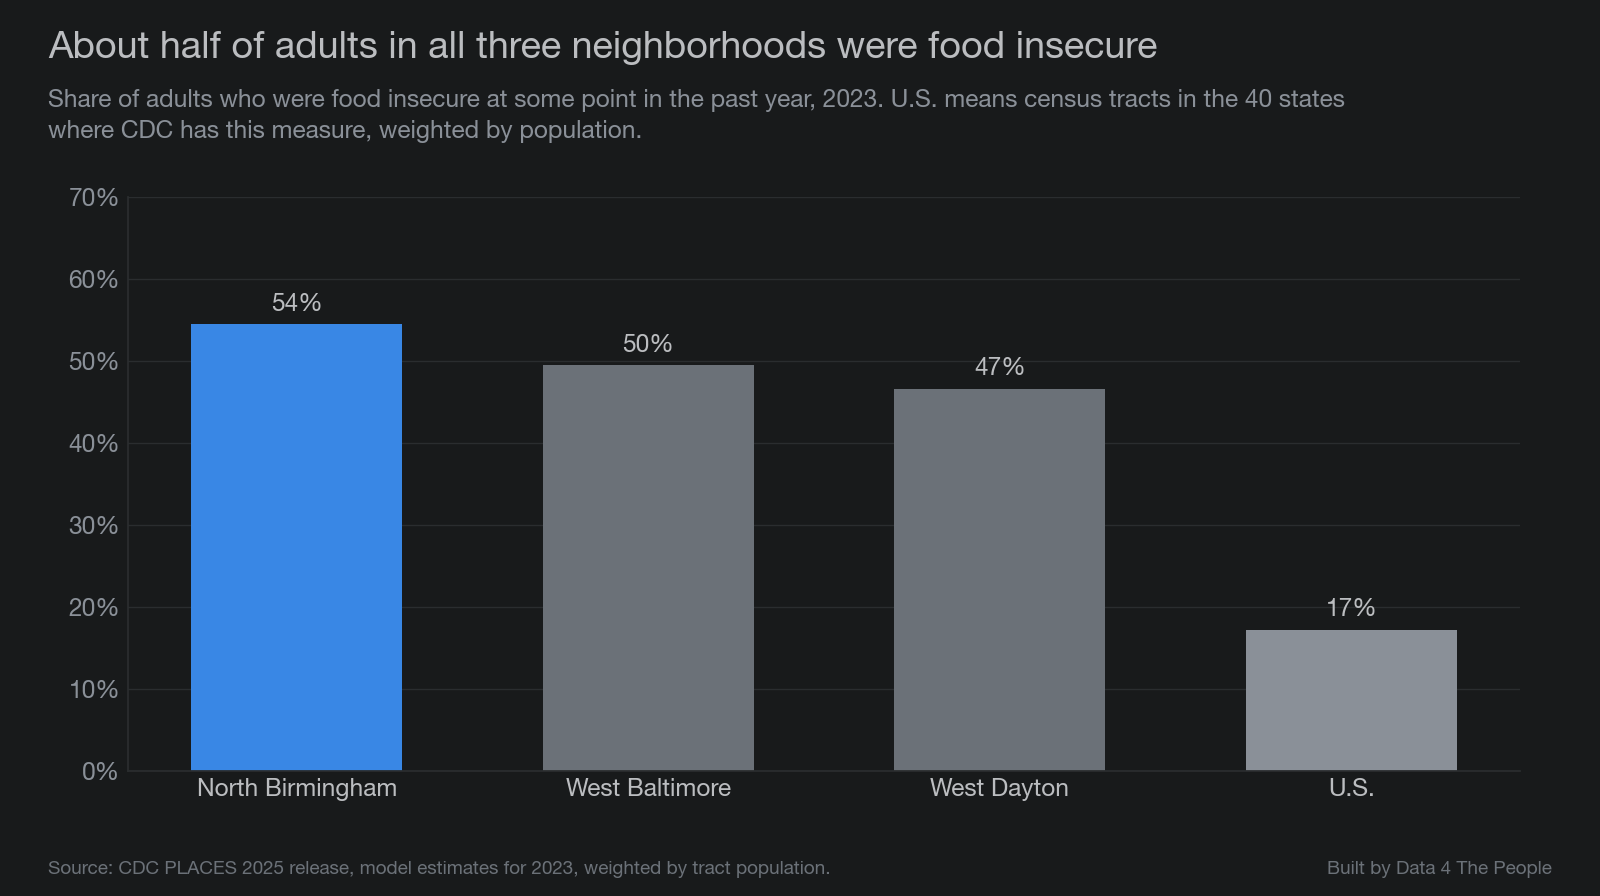 About half of adults in all three neighborhoods were food insecure
Share of adults who were food insecure at some point in the past year, 2023. U.S. means census tracts in the 40 states
where CDC has this measure, weighted by population.
70%
60%
50%
40%
30%
20%
10%
0%
54%
50%
47%
17%
North Birmingham
West Baltimore
West Dayton
U.S.
Source: CDC PLACES 2025 release, model estimates for 2023, weighted by tract population.
Built by Data 4 The People